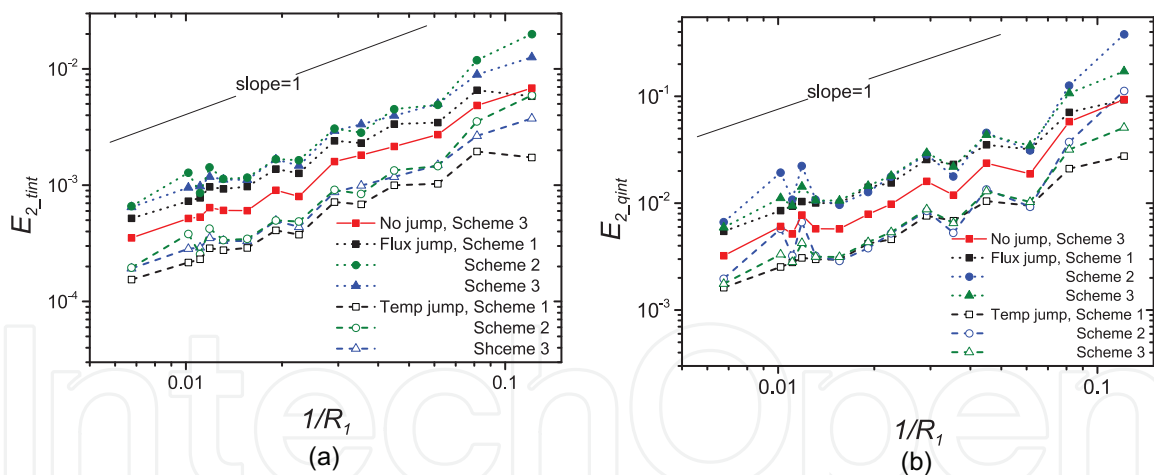 10⁻²
10⁻³
10⁻⁴
E2_tint
slope=1
No jump, Scheme 3
Flux jump, Scheme 1
Scheme 2
Scheme 3
Temp jump, Scheme 1
Scheme 2
Shceme 3
0.01
0.1
1/R₁
(a)
10⁰
10⁻¹
10⁻²
10⁻³
E2_qint
slope=1
No jump, Scheme 3
Flux jump, Scheme 1
Scheme 2
Scheme 3
Temp jump, Scheme 1
Scheme 2
Scheme 3
0.01
0.1
1/R₁
(b)
IntechOpen